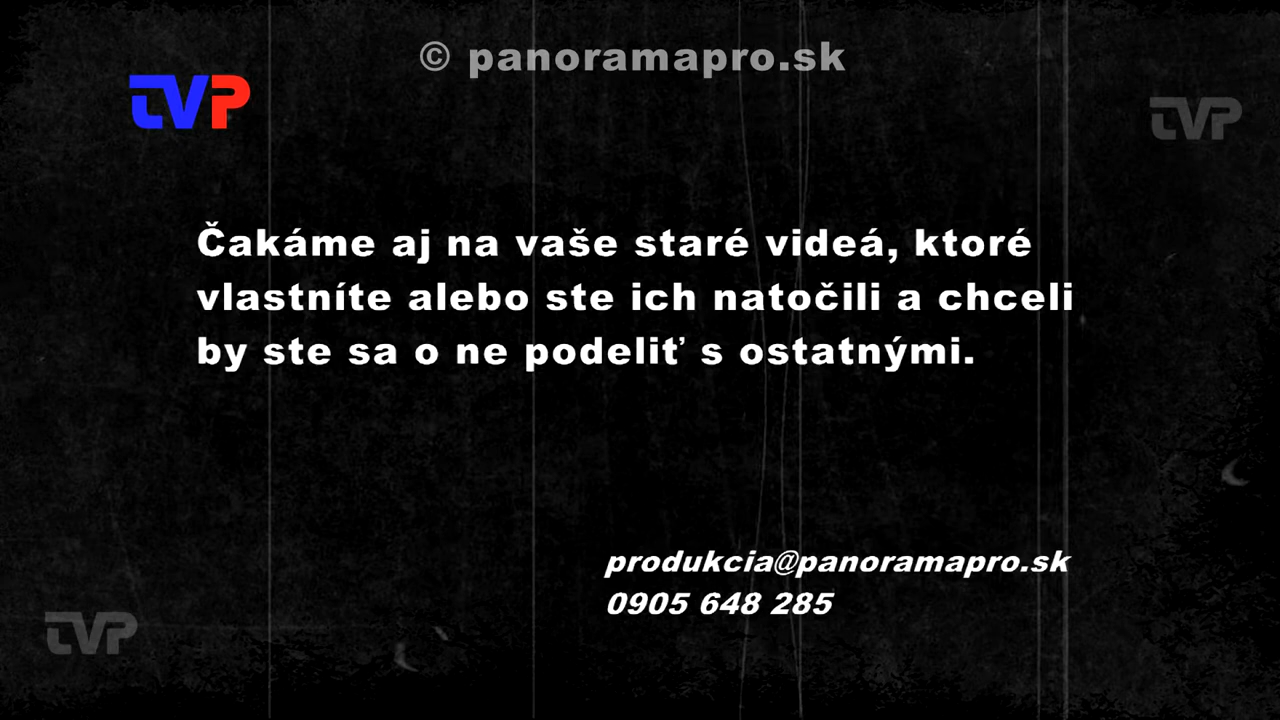 © panoramapro.sk
TVP
TVP
Čakáme aj na vaše staré videá, ktoré
vlastníte alebo ste ich natočili a chceli
by ste sa o ne podeliť s ostatnými.
produkcia@panoramapro.sk
0905 648 285
TVP